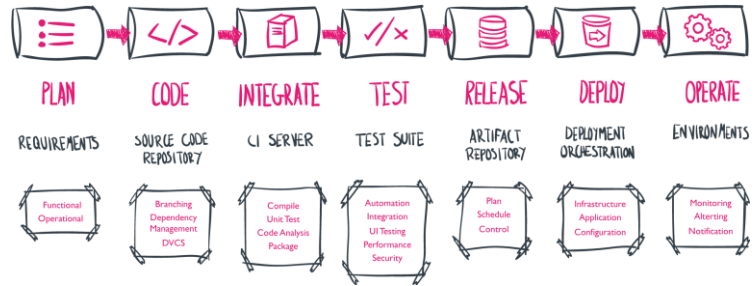 </>
✓/×
PLAN
CODE
INTEGRATE
TEST
RELEASE
DEPLOY
OPERATE
REQUIREMENTS
SOURCE CODE
REPOSITORY
CI SERVER
TEST SUITE
ARTIFACT
REPOSITORY
DEPLOYMENT
ORCHESTRATION
ENVIRONMENTS
Functional
Operational
Branching
Dependency
Management
DVCS
Compile
Unit Test
Code Analysis
Package
Automation
Integration
UI Testing
Performance
Security
Plan
Schedule
Control
Infrastructure
Application
Configuration
Monitoring
Alterting
Notification